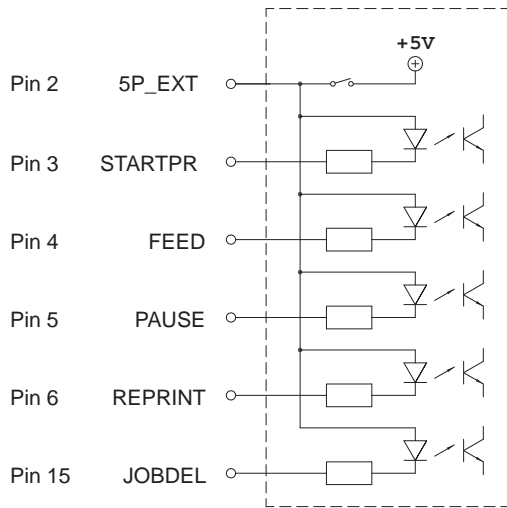 +5V
Pin 2 5P_EXT
Pin 3 STARTPR
Pin 4 FEED
Pin 5 PAUSE
Pin 6 REPRINT
Pin 15 JOBDEL